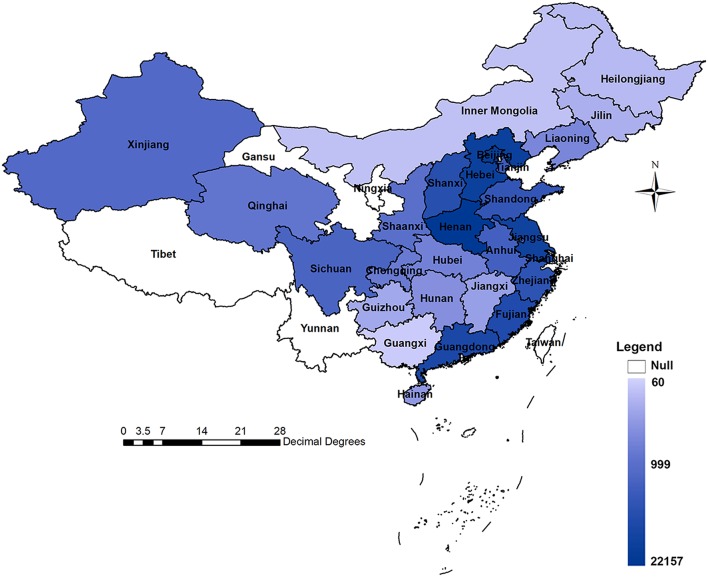 Heilongjiang
Inner Mongolia
Jilin
Xinjiang
Liaoning
Gansu
Beijing
Tianjin
Hebei
Ningxia
Shanxi
Qinghai
Shandong
Shaanxi
Henan
Jiangsu
Tibet
Anhui
Shanghai
Hubei
Sichuan
Chongqing
Zhejiang
Jiangxi
Hunan
Guizhou
Fujian
Yunnan
Guangxi
Guangdong
Taiwan
Hainan
N
Legend
Null
60
999
22157
0 3.5 7 14 21 28
Decimal Degrees